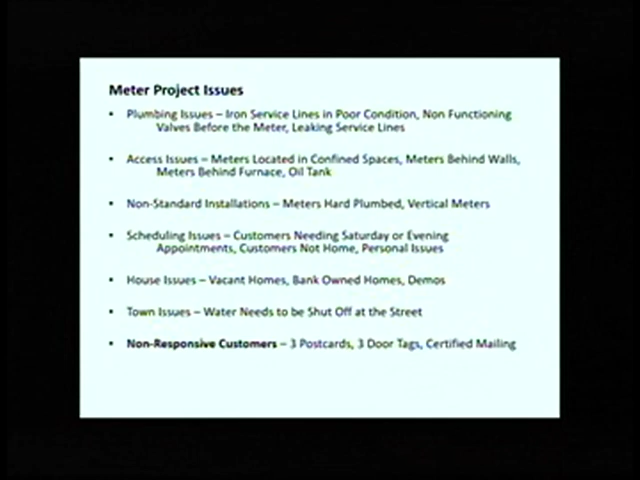 Meter Project Issues
• Plumbing Issues – Iron Service Lines in Poor Condition, Non Functioning
Valves Before the Meter, Leaking Service Lines
• Access Issues – Meters Located in Confined Spaces, Meters Behind Walls,
Meters Behind Furnace, Oil Tank
• Non-Standard Installations – Meters Hard Plumbed, Vertical Meters
• Scheduling Issues – Customers Needing Saturday or Evening
Appointments, Customers Not Home, Personal Issues
• House Issues – Vacant Homes, Bank Owned Homes, Demos
• Town Issues – Water Needs to be Shut Off at the Street
• Non-Responsive Customers – 3 Postcards, 3 Door Tags, Certified Mailing